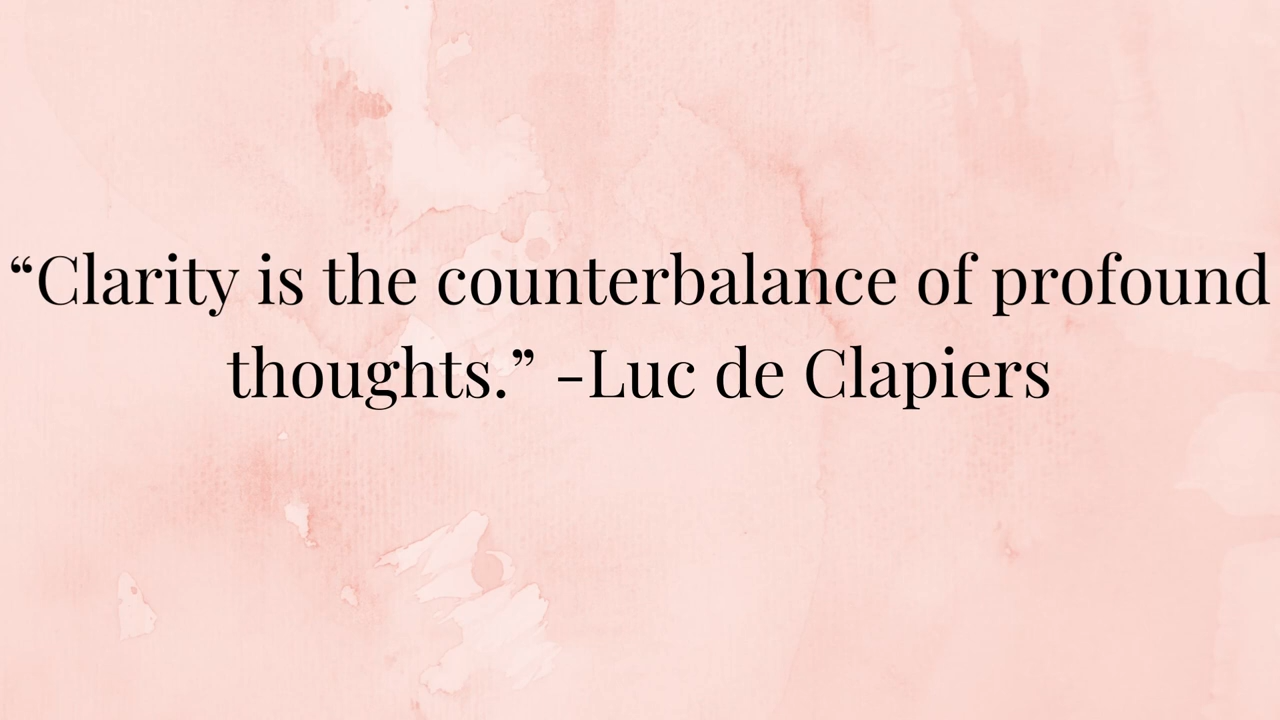 “Clarity is the counterbalance of profound
thoughts.” -Luc de Clapiers